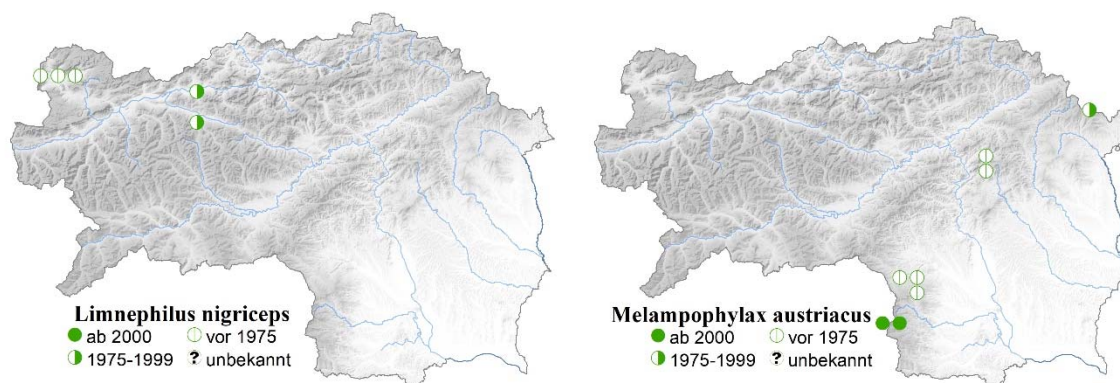 Limnephilus nigriceps
ab 2000 vor 1975
1975-1999 ? unbekannt
Melampophylax austriacus
ab 2000 vor 1975
1975-1999 ? unbekannt